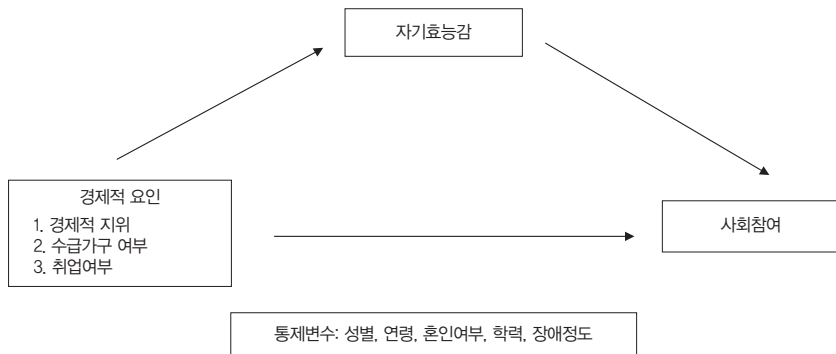 자기효능감
경제적 요인
1. 경제적 지위
2. 수급가구 여부
3. 취업여부
사회참여
통제변수: 성별, 연령, 혼인여부, 학력, 장애정도